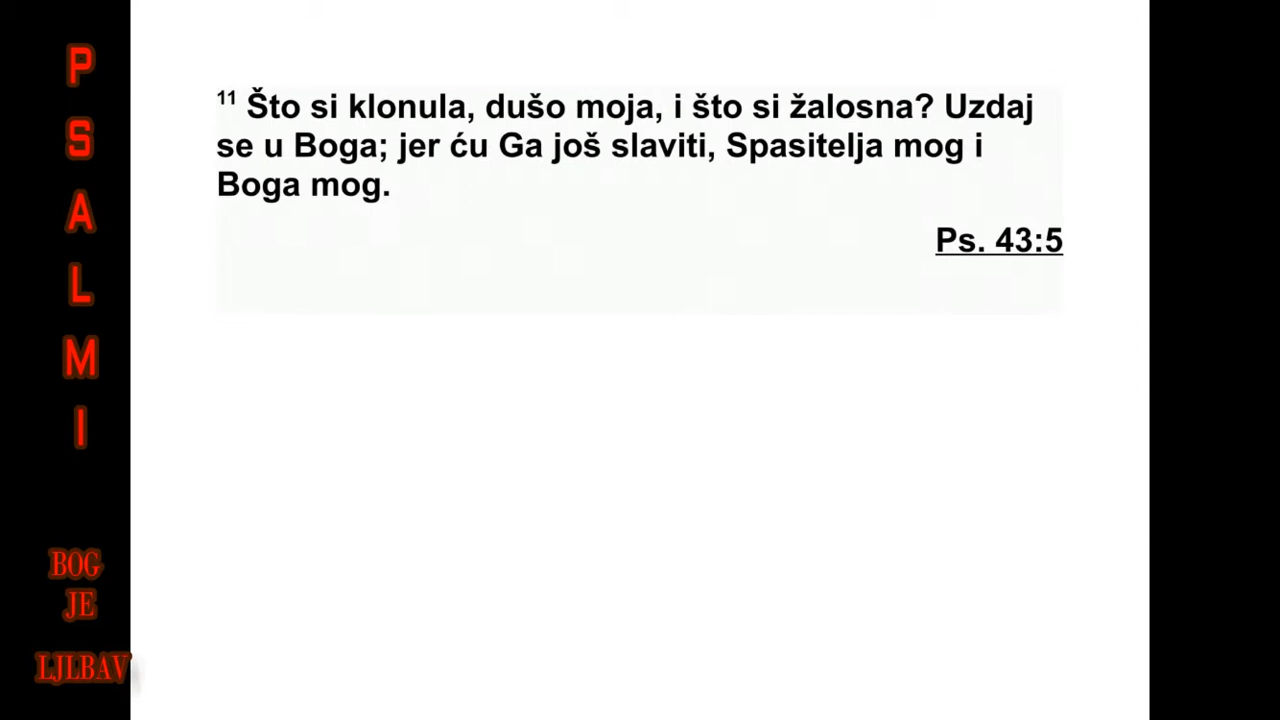 P
S
A
L
M
I
BOG
JE
LJLBAV
11 Što si klonula, dušo moja, i što si žalosna? Uzdaj
se u Boga; jer ću Ga još slaviti, Spasitelja mog i
Boga mog.
Ps. 43:5